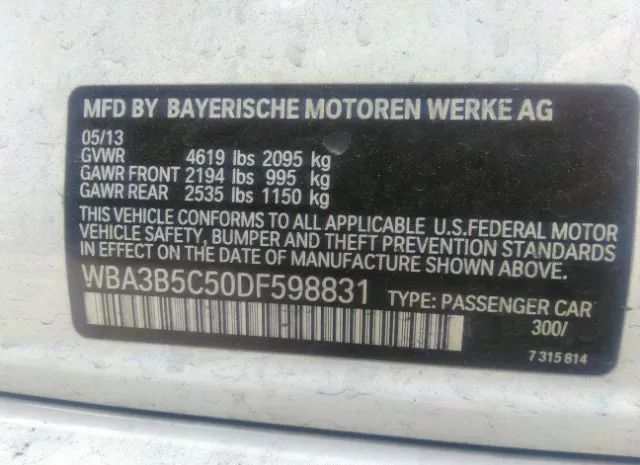 MFD BY BAYERISCHE MOTOREN WERKE AG
05/13
GVWR 4619 lbs 2095 kg
GAWR FRONT 2194 lbs 995 kg
GAWR REAR 2535 lbs 1150 kg
THIS VEHICLE CONFORMS TO ALL APPLICABLE U.S.FEDERAL MOTOR
VEHICLE SAFETY, BUMPER AND THEFT PREVENTION STANDARDS
IN EFFECT ON THE DATE OF MANUFACTURE SHOWN ABOVE.
WBA3B5C50DF598831 TYPE: PASSENGER CAR
300/
7 315 814